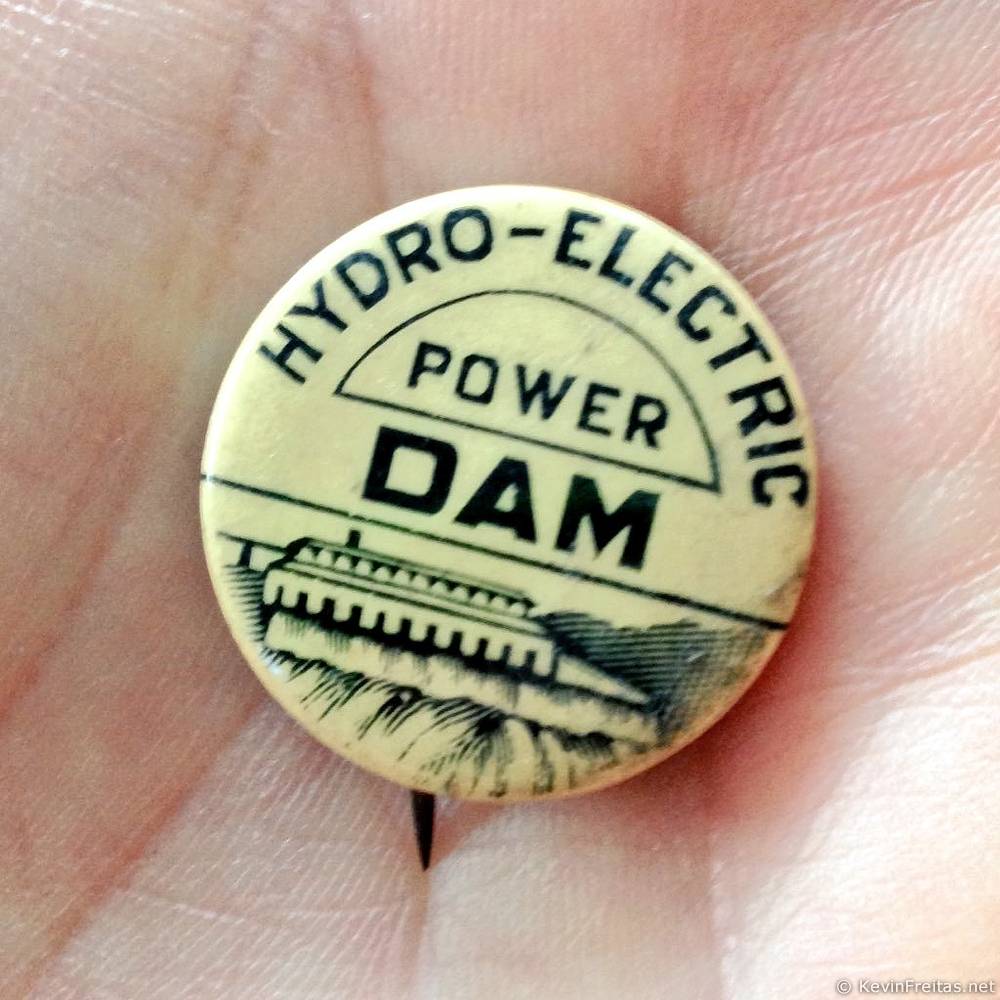 HYDRO-ELECTRIC
POWER
DAM
© KevinFreitas.net